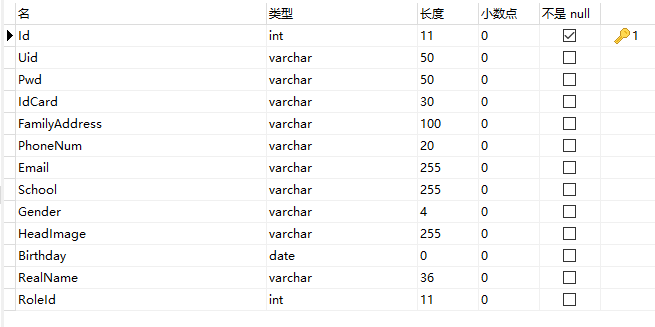 名 类型 长度 小数点 不是 null
Id int 11 0 1
Uid varchar 50 0
Pwd varchar 50 0
IdCard varchar 30 0
FamilyAddress varchar 100 0
PhoneNum varchar 20 0
Email varchar 255 0
School varchar 255 0
Gender varchar 4 0
HeadImage varchar 255 0
Birthday date 0 0
RealName varchar 36 0
RoleId int 11 0